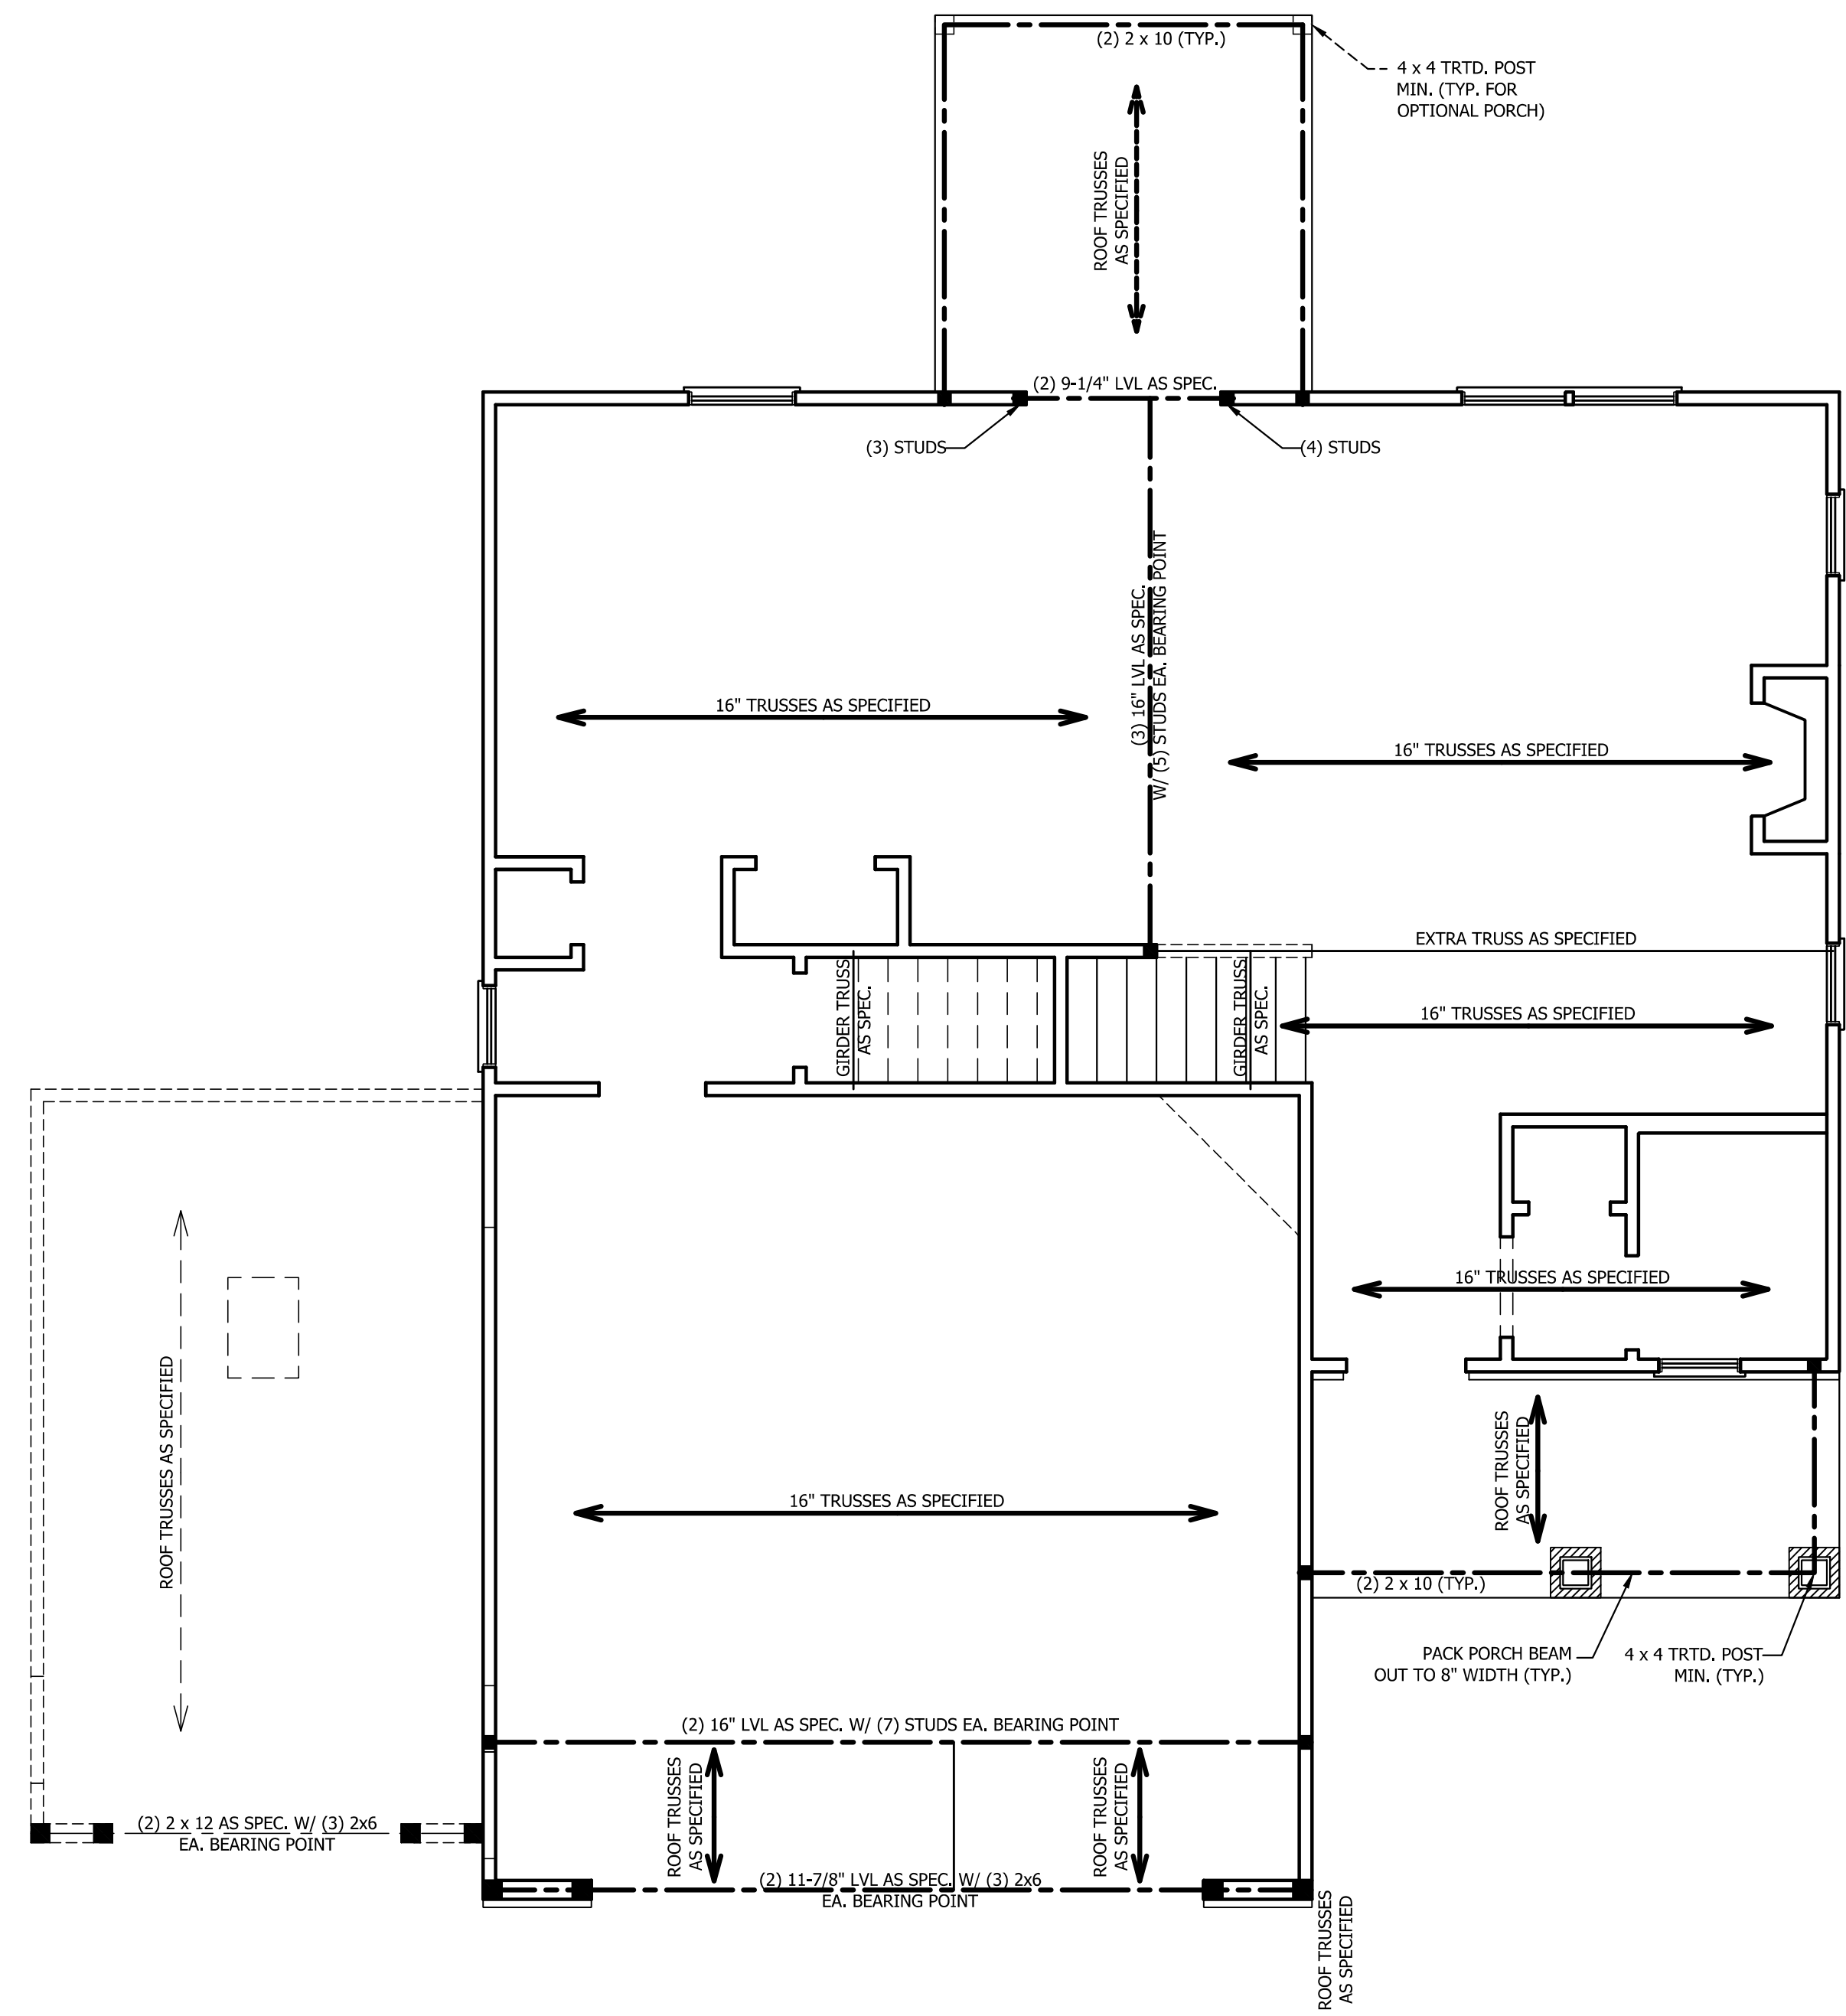 (2) 2 x 10 (TYP.)
4 x 4 TRTD. POST
MIN. (TYP. FOR
OPTIONAL PORCH)
ROOF TRUSSES
AS SPECIFIED
(2) 9-1/4" LVL AS SPEC.
(3) STUDS
(4) STUDS
(3) 16" LVL AS SPEC.
W/ (5) STUDS EA. BEARING POINT
16" TRUSSES AS SPECIFIED
16" TRUSSES AS SPECIFIED
EXTRA TRUSS AS SPECIFIED
GIRDER TRUSS
AS SPEC.
GIRDER TRUSS
AS SPEC.
16" TRUSSES AS SPECIFIED
16" TRUSSES AS SPECIFIED
ROOF TRUSSES AS SPECIFIED
ROOF TRUSSES
AS SPECIFIED
16" TRUSSES AS SPECIFIED
(2) 2 x 10 (TYP.)
PACK PORCH BEAM
OUT TO 8" WIDTH (TYP.)
4 x 4 TRTD. POST
MIN. (TYP.)
(2) 16" LVL AS SPEC. W/ (7) STUDS EA. BEARING POINT
ROOF TRUSSES
AS SPECIFIED
ROOF TRUSSES
AS SPECIFIED
(2) 2 x 12 AS SPEC. W/ (3) 2x6
EA. BEARING POINT
(2) 11-7/8" LVL AS SPEC. W/ (3) 2x6
EA. BEARING POINT
ROOF TRUSSES
AS SPECIFIED